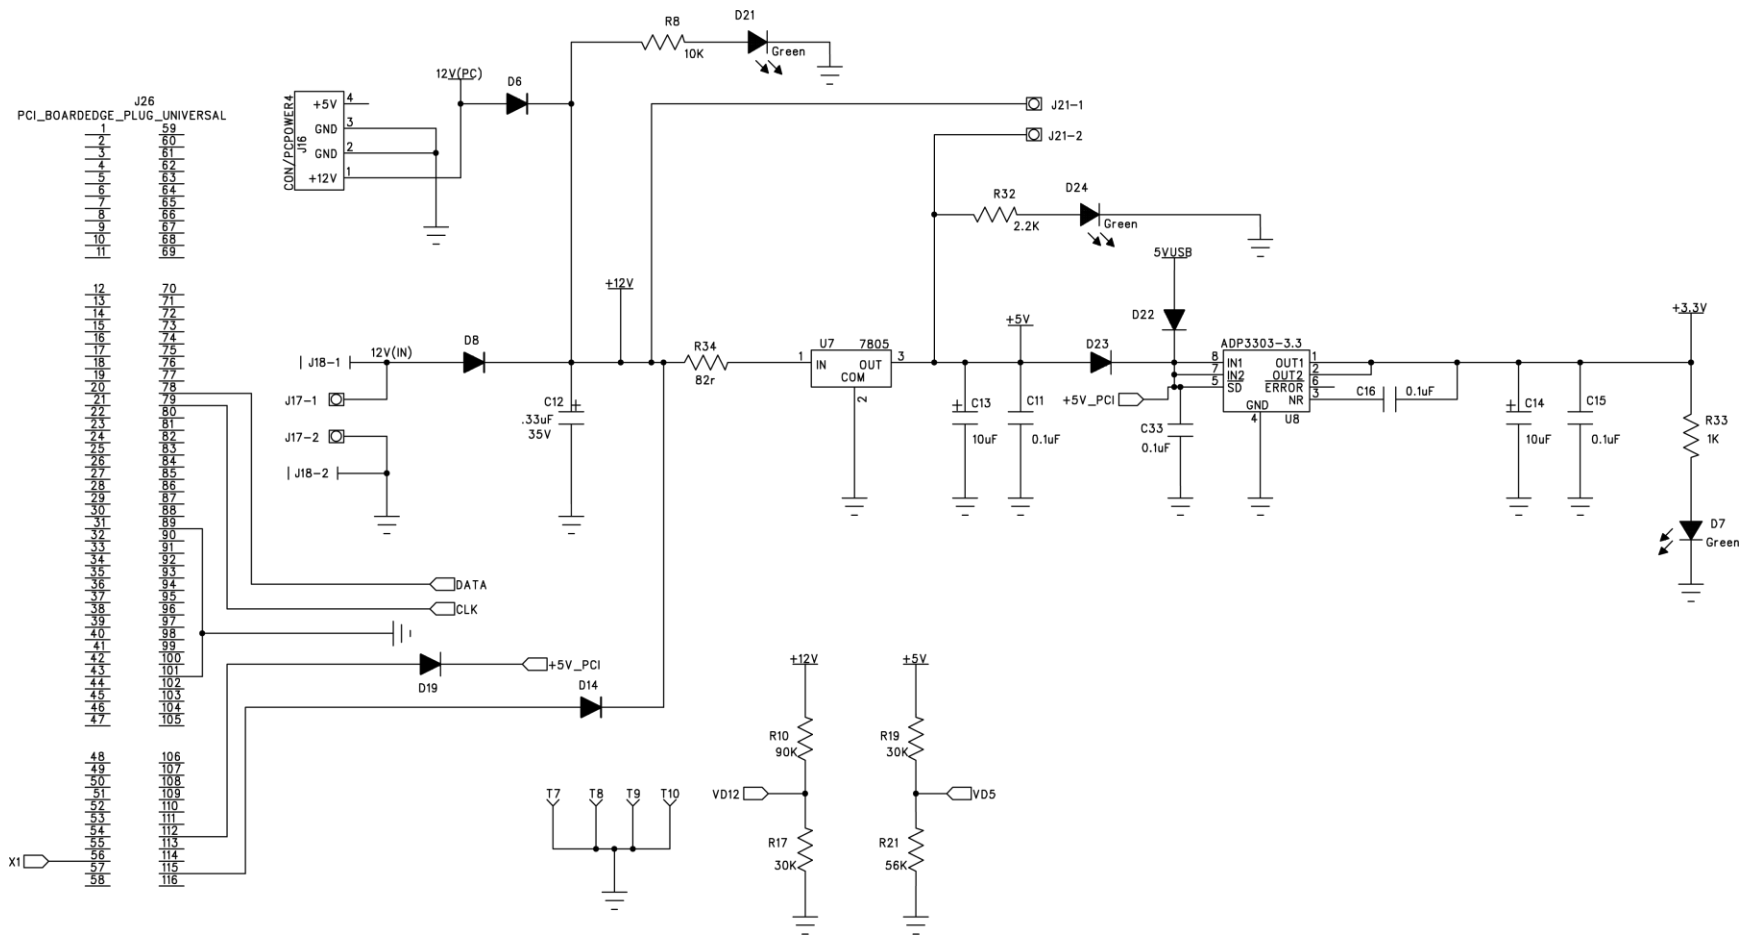 R8
10K
D21
Green
12V(PC)
D6
J26
PCI_BOARDEDGE_PLUG_UNIVERSAL
CON/PCPOWER4
J16
+5V 4
GND 3
GND 2
+12V 1
J21-1
J21-2
R32
2.2K
D24
Green
1 59
2 60
3 61
4 62
5 63
6 64
7 65
8 66
9 67
10 68
11 69
12 70
13 71
14 72
15 73
16 74
17 75
18 76
19 77
20 78
21 79
22 80
23 81
24 82
25 83
26 84
27 85
28 86
29 87
30 88
31 89
32 90
33 91
34 92
35 93
36 94
37 95
38 96
39 97
40 98
41 99
42 100
43 101
44 102
45 103
46 104
47 105
48 106
49 107
50 108
51 109
52 110
53 111
54 112
55 113
56 114
57 115
58 116
X1
J18-1
12V(IN)
D8
J17-1
J17-2
J18-2
C12
+
.33uF
35V
+12V
R34
82r
U7 7805
1 IN OUT 3
COM
2
+5V
+
C13
10uF
C11
0.1uF
D23
5VUSB
D22
+5V_PCI
C33
0.1uF
ADP3303-3.3
8 IN1 OUT1 1
7 IN2 OUT2 2
5 SD ERROR 6
NR 3
GND
4 U8
C16 0.1uF
+
C14
10uF
C15
0.1uF
+3.3V
R33
1K
D7
Green
DATA
CLK
D19
+5V_PCI
D14
T7 T8 T9 T10
+12V
R10
90K
VD12
R17
30K
+5V
R19
30K
VD5
R21
56K